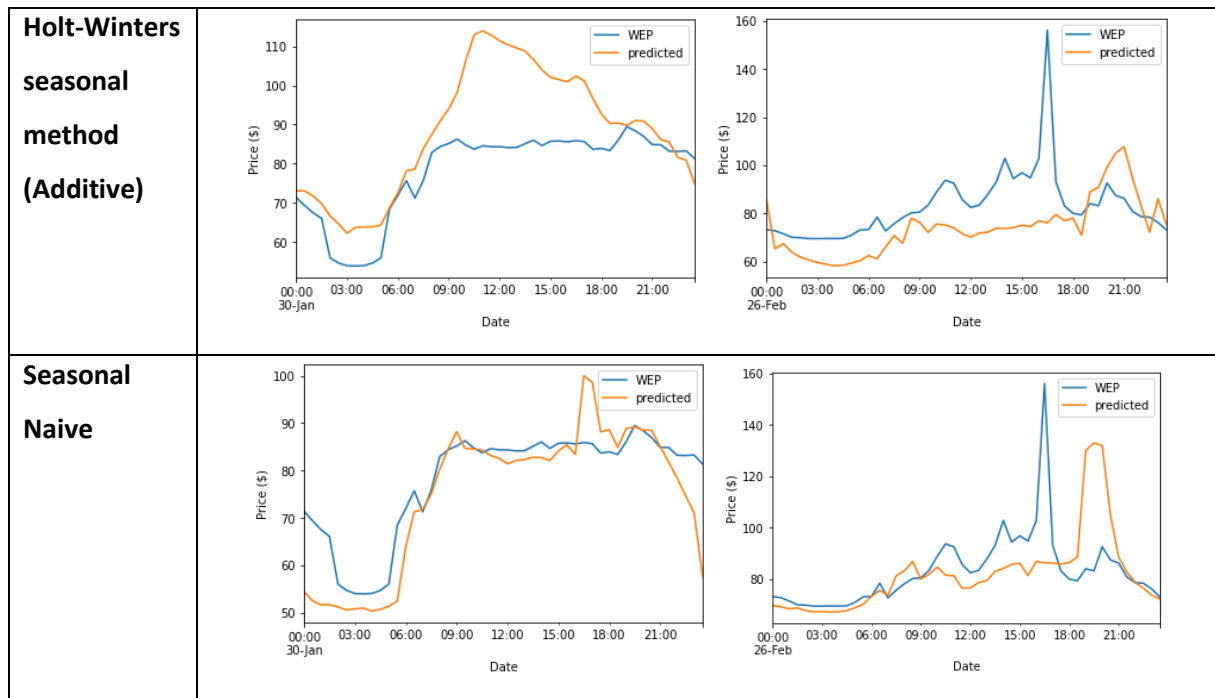 Holt-Winters
seasonal
method
(Additive)
WEP
predicted
Price ($)
110
100
90
80
70
60
00:00 03:00 06:00 09:00 12:00 15:00 18:00 21:00
30-Jan
Date
WEP
predicted
Price ($)
160
140
120
100
80
60
00:00 03:00 06:00 09:00 12:00 15:00 18:00 21:00
26-Feb
Date
Seasonal
Naive
WEP
predicted
Price ($)
100
90
80
70
60
50
00:00 03:00 06:00 09:00 12:00 15:00 18:00 21:00
30-Jan
Date
WEP
predicted
Price ($)
160
140
120
100
80
00:00 03:00 06:00 09:00 12:00 15:00 18:00 21:00
26-Feb
Date